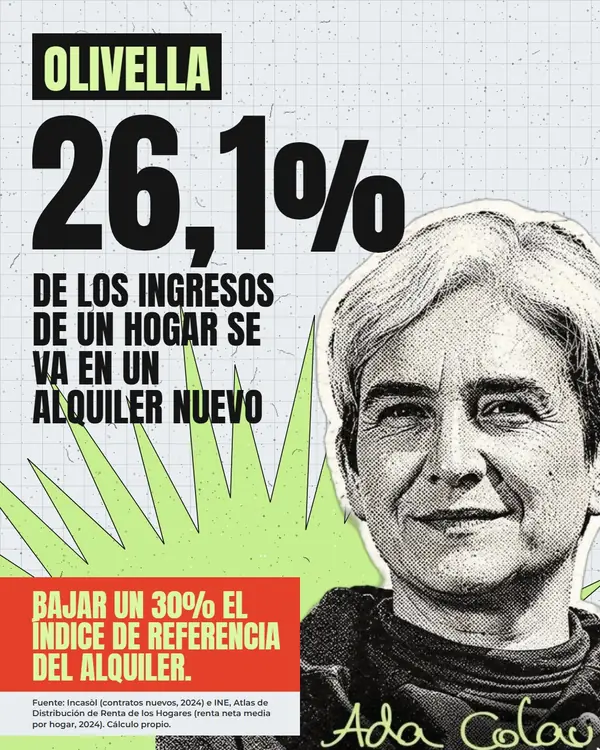 OLIVELLA
26,1%
DE LOS INGRESOS
DE UN HOGAR SE
VA EN UN
ALQUILER NUEVO
BAJAR UN 30% EL
ÍNDICE DE REFERENCIA
DEL ALQUILER.
Fuente: Incasòl (contratos nuevos, 2024) e INE, Atlas de
Distribución de Renta de los Hogares (renta neta media
por hogar, 2024). Cálculo propio.
Ada Colau